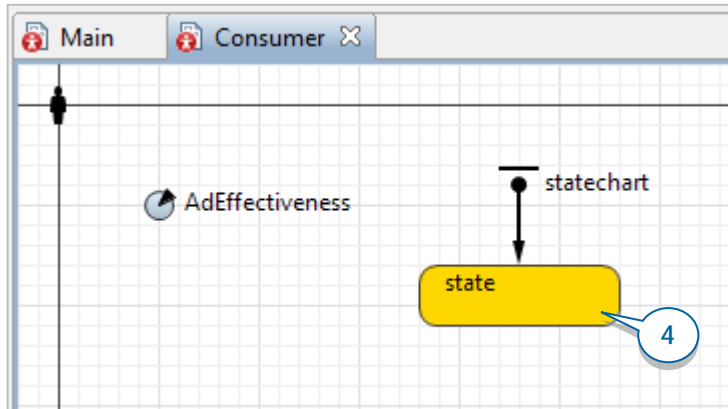 Main
Consumer
statechart
AdEffectiveness
state
4